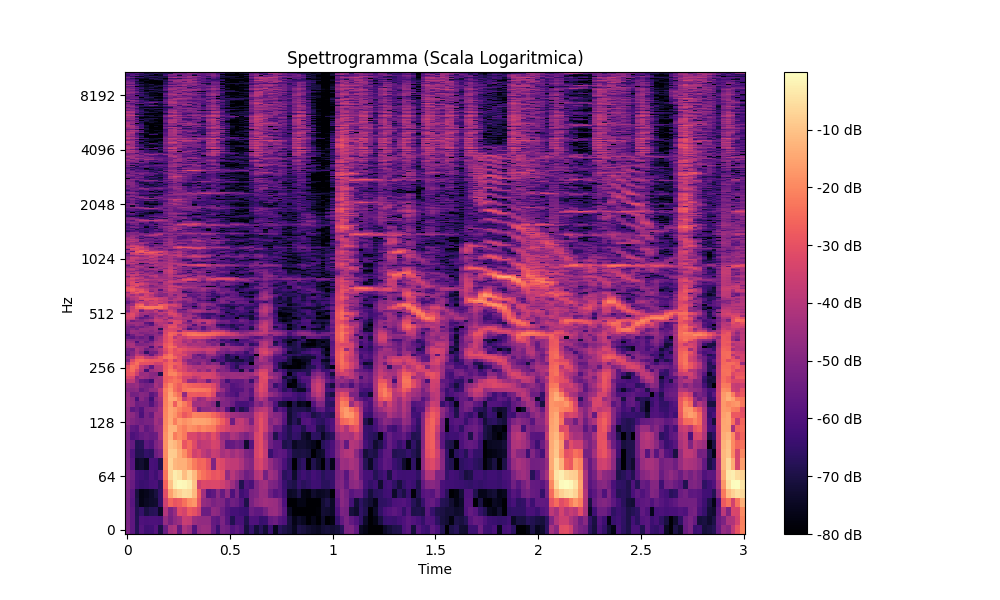 Spettrogramma (Scala Logaritmica)
Hz
8192
4096
2048
1024
512
256
128
64
0
0 0.5 1 1.5 2 2.5 3
Time
-10 dB
-20 dB
-30 dB
-40 dB
-50 dB
-60 dB
-70 dB
-80 dB